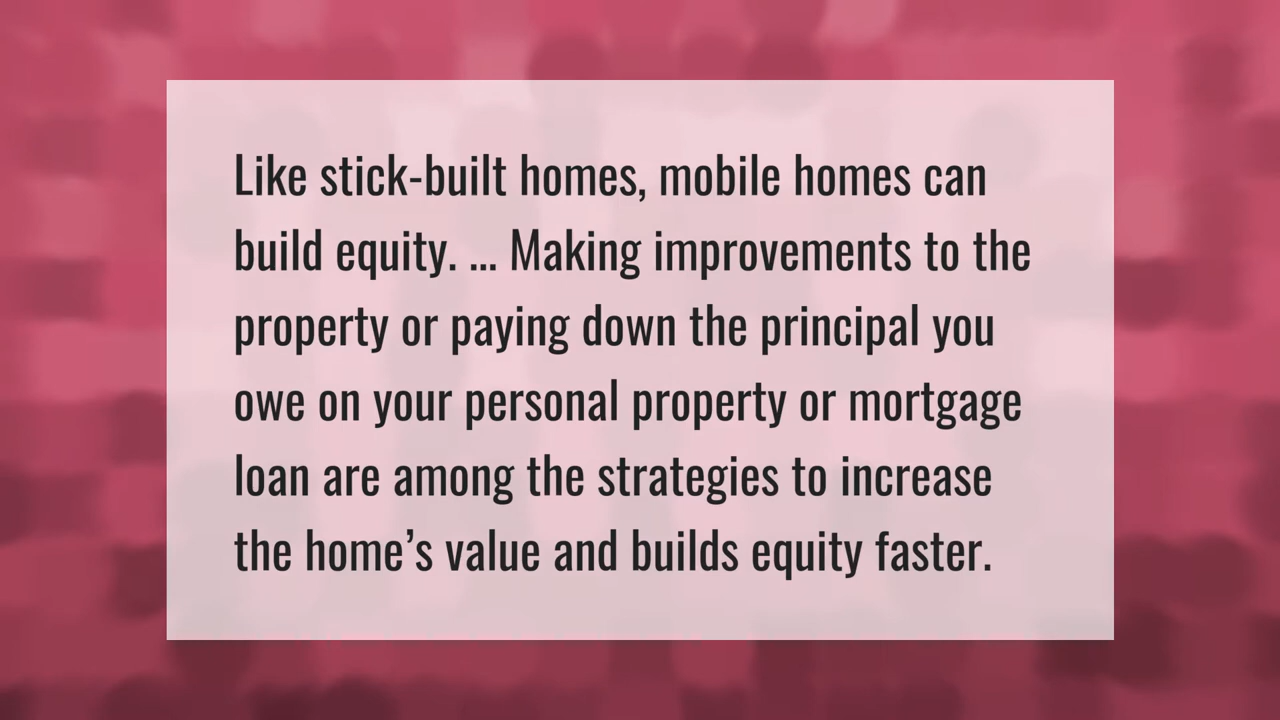 Like stick-built homes, mobile homes can
build equity. ... Making improvements to the
property or paying down the principal you
owe on your personal property or mortgage
loan are among the strategies to increase
the home’s value and builds equity faster.